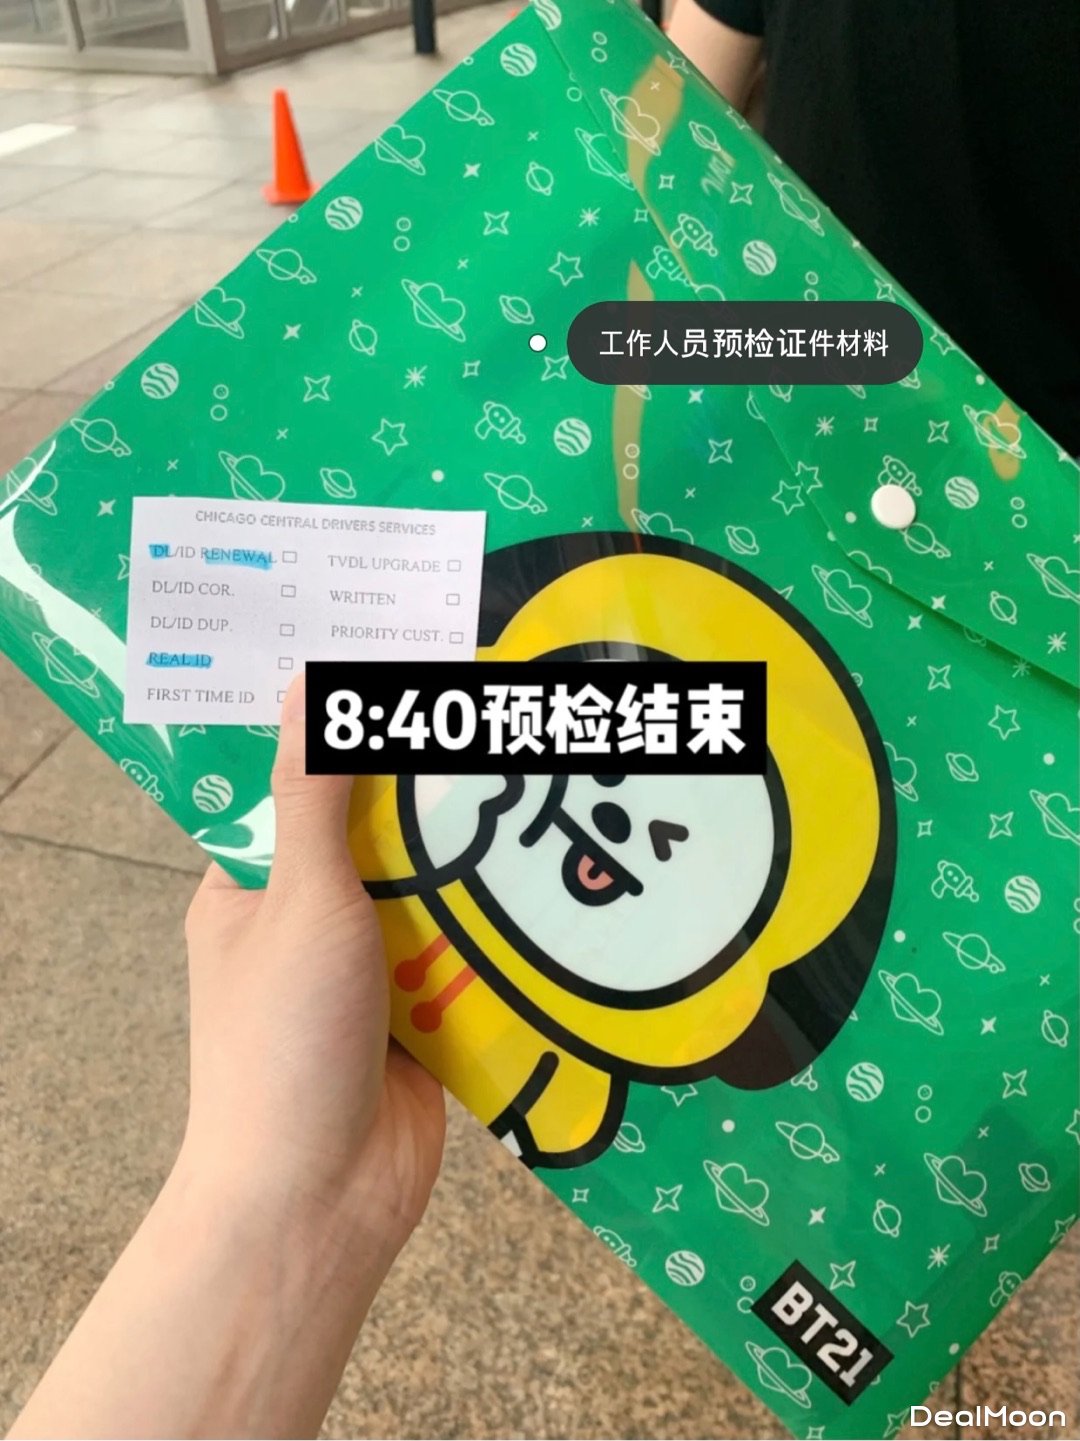 工作人员预检证件材料
CHICAGO CENTRAL DRIVERS SERVICES
DL/ID RENEWAL TVDL UPGRADE
DL/ID COR. WRITTEN
DL/ID DUP. PRIORITY CUST.
REAL ID
FIRST TIME ID
8:40预检结束
BT21
DealMoon